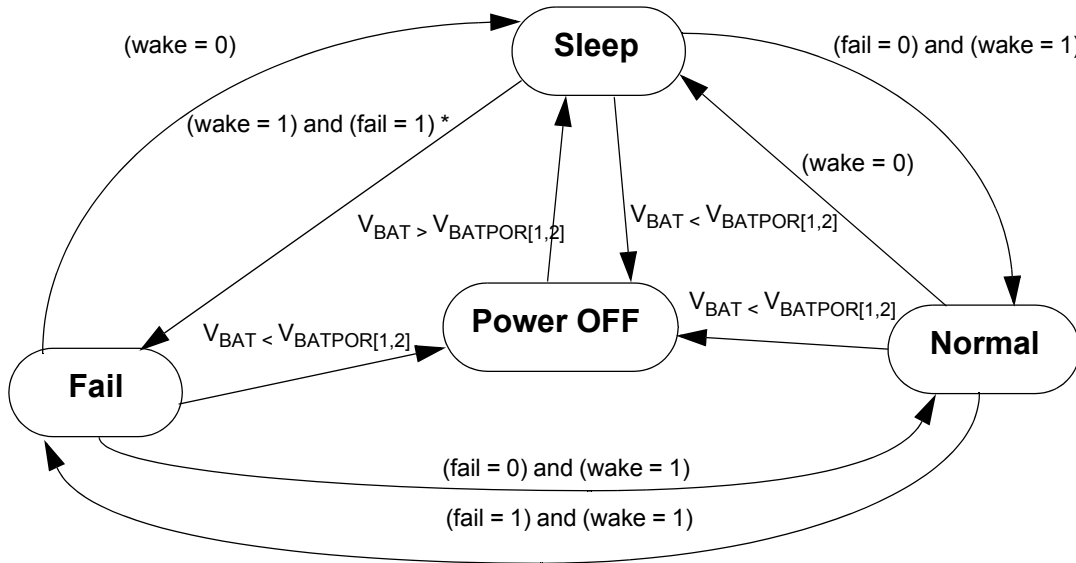 (wake = 0)
Sleep
(fail = 0) and (wake = 1)
(wake = 1) and (fail = 1) *
(wake = 0)
VBAT > VBATPOR[1,2]
VBAT < VBATPOR[1,2]
VBAT < VBATPOR[1,2]
VBAT < VBATPOR[1,2]
Power OFF
Normal
Fail
(fail = 0) and (wake = 1)
(fail = 1) and (wake = 1)